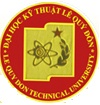 ĐẠI HỌC KỸ THUẬT LÊ QUÝ ĐÔN
LE QUY DON TECHNICAL UNIVERSITY